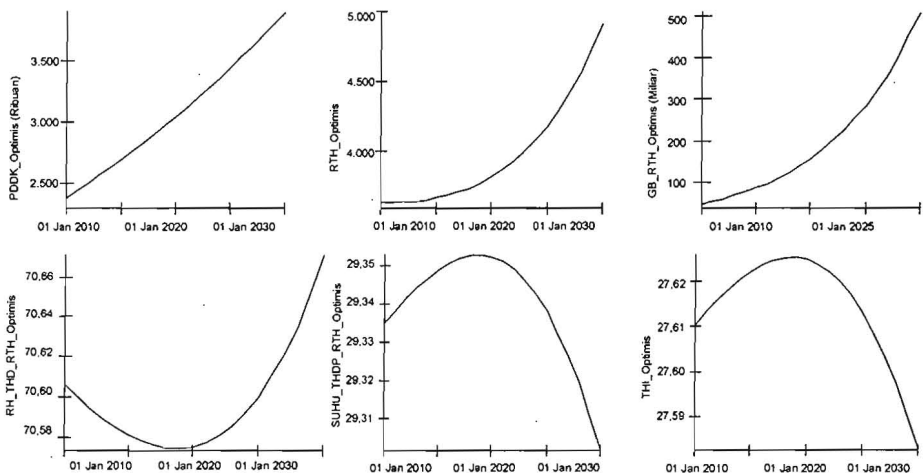 3.500
3.000
2.500
PDDK_Optimis (Ribuan)
01 Jan 2010 01 Jan 2020 01 Jan 2030
5.000
4.500
4.000
RTH_Optimis
01 Jan 2010 01 Jan 2020 01 Jan 2030
500
400
300
200
100
GB_RTH_Optimis (Miliar)
01 Jan 2010 01 Jan 2025
70,66
70,64
70,62
70,60
70,58
RH_THD_RTH_Optimis
01 Jan 2010 01 Jan 2020 01 Jan 2030
29,35
29,34
29,33
29,32
29,31
SUHU_THDP_RTH_Optimis
01 Jan 2010 01 Jan 2020 01 Jan 2030
27,62
27,61
27,60
27,59
THI_Optimis
01 Jan 2010 01 Jan 2020 01 Jan 2030